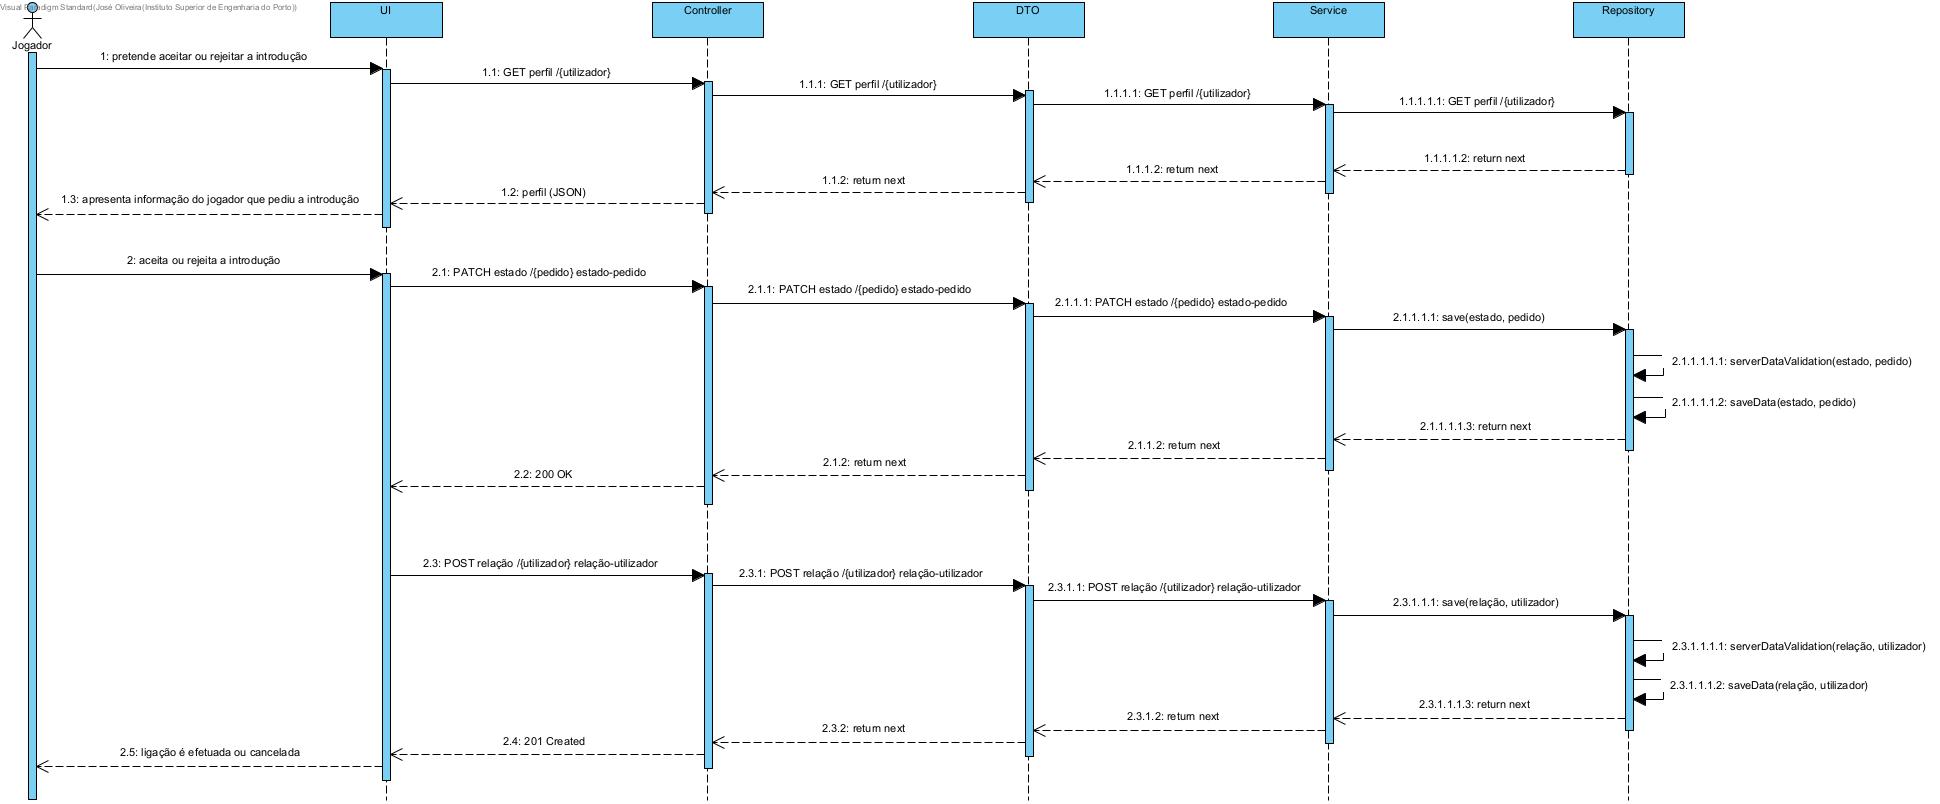 Visual Paradigm Standard(José Oliveira(Instituto Superior de Engenharia do Porto))
Jogador
UI
Controller
DTO
Service
Repository
1: pretende aceitar ou rejeitar a introdução
1.1: GET perfil /{utilizador}
1.1.1: GET perfil /{utilizador}
1.1.1.1: GET perfil /{utilizador}
1.1.1.1.1: GET perfil /{utilizador}
1.1.1.1.2: return next
1.1.1.2: return next
1.1.2: return next
1.2: perfil (JSON)
1.3: apresenta informação do jogador que pediu a introdução
2: aceita ou rejeita a introdução
2.1: PATCH estado /{pedido} estado-pedido
2.1.1: PATCH estado /{pedido} estado-pedido
2.1.1.1: PATCH estado /{pedido} estado-pedido
2.1.1.1.1: save(estado, pedido)
2.1.1.1.1.1: serverDataValidation(estado, pedido)
2.1.1.1.1.2: saveData(estado, pedido)
2.1.1.1.1.3: return next
2.1.1.2: return next
2.1.2: return next
2.2: 200 OK
2.3: POST relação /{utilizador} relação-utilizador
2.3.1: POST relação /{utilizador} relação-utilizador
2.3.1.1: POST relação /{utilizador} relação-utilizador
2.3.1.1.1: save(relação, utilizador)
2.3.1.1.1.1: serverDataValidation(relação, utilizador)
2.3.1.1.1.2: saveData(relação, utilizador)
2.3.1.1.1.3: return next
2.3.1.2: return next
2.3.2: return next
2.4: 201 Created
2.5: ligação é efetuada ou cancelada